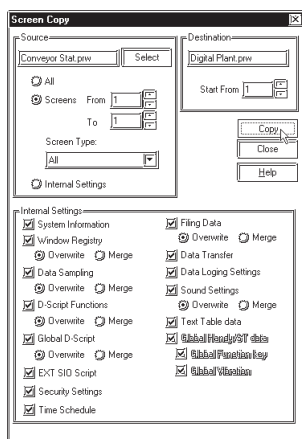 Screen Copy
Source
Conveyor Stat.prw Select
All
Screens From 1
To 1
Screen Type:
All
Internal Settings
Destination
Digital Plant.prw
Start From 1
Copy
Close
Help
Internal Settings
System Information
Window Registry
Overwrite Merge
Data Sampling
Overwrite Merge
D-Script Functions
Overwrite Merge
Global D-Script
Overwrite Merge
EXT SIO Script
Security Settings
Time Schedule
Filing Data
Overwrite Merge
Data Transfer
Data Loging Settings
Sound Settings
Overwrite Merge
Text Table data
Global Handy/ST data
Global Function key
Global Vibration